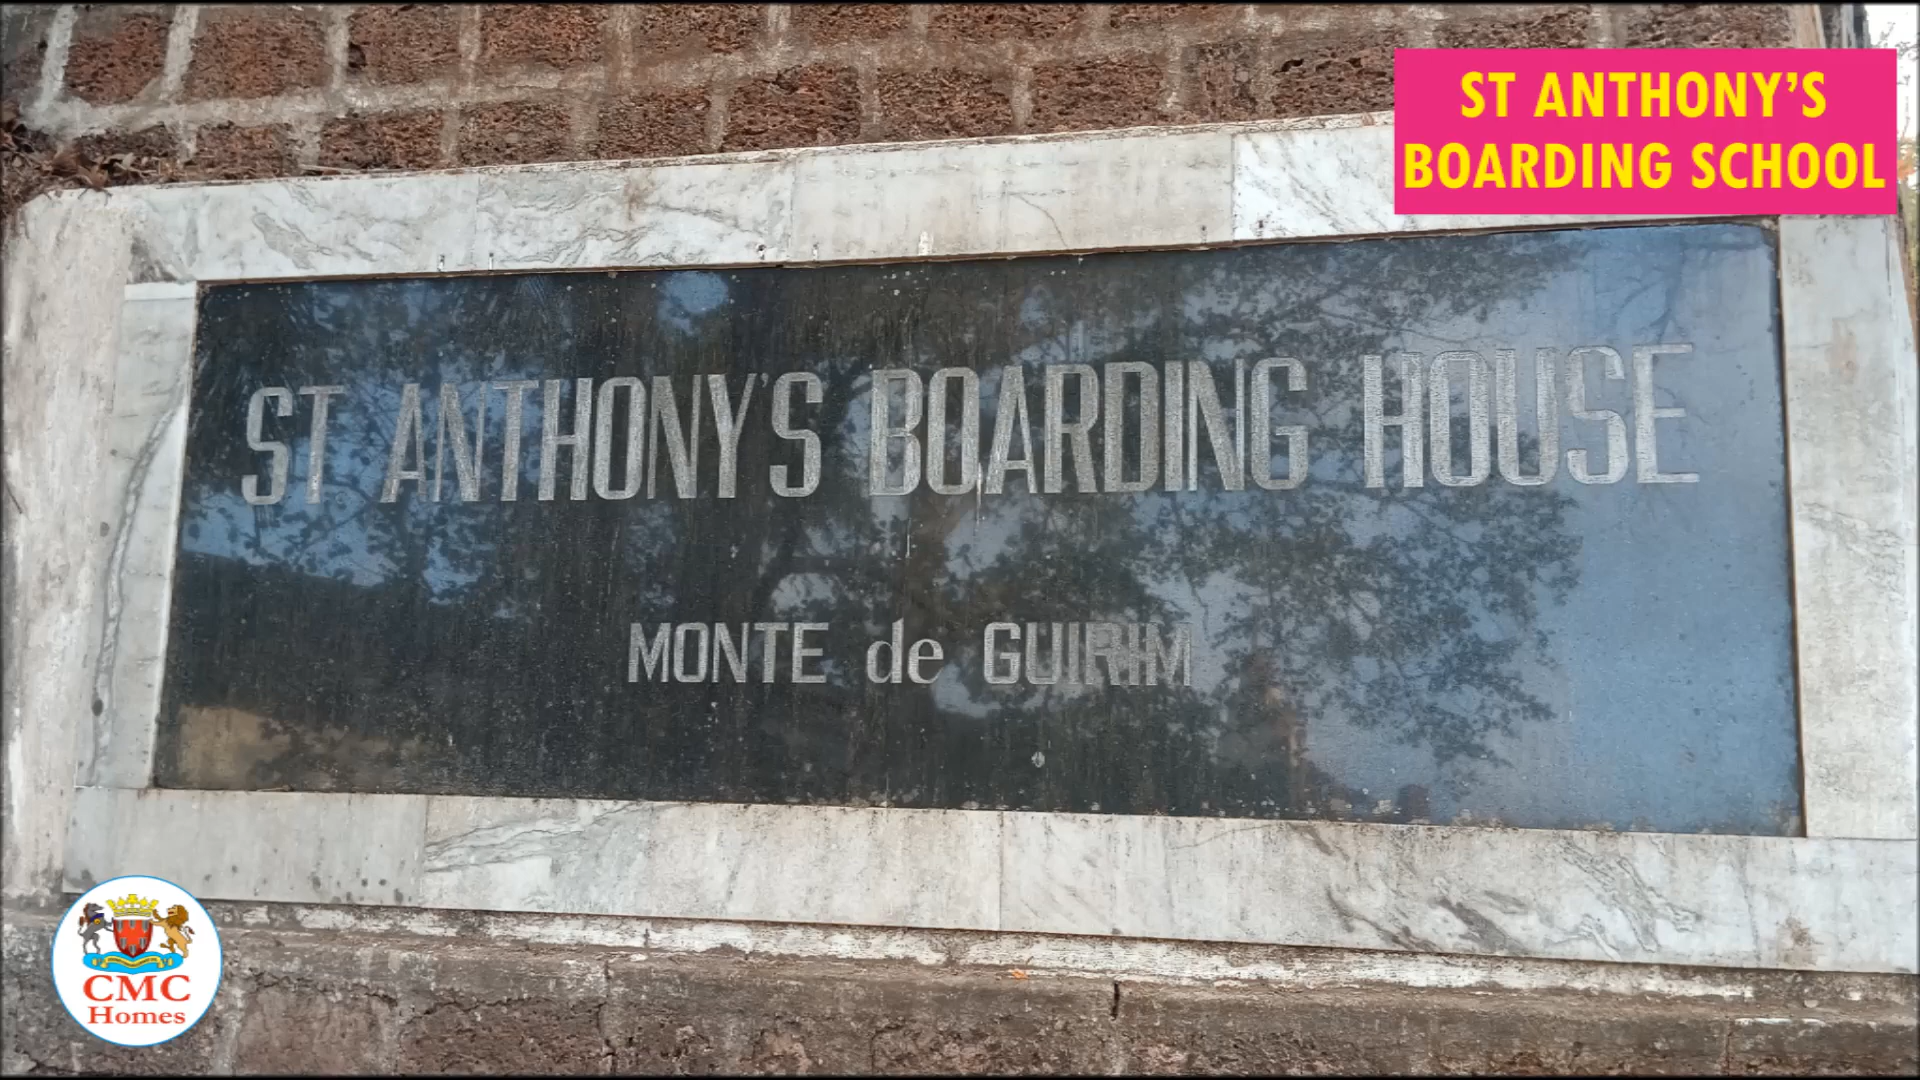 ST ANTHONY'S
BOARDING SCHOOL
ST ANTHONY'S BOARDING HOUSE
MONTE de GUIRIM
CMC
Homes